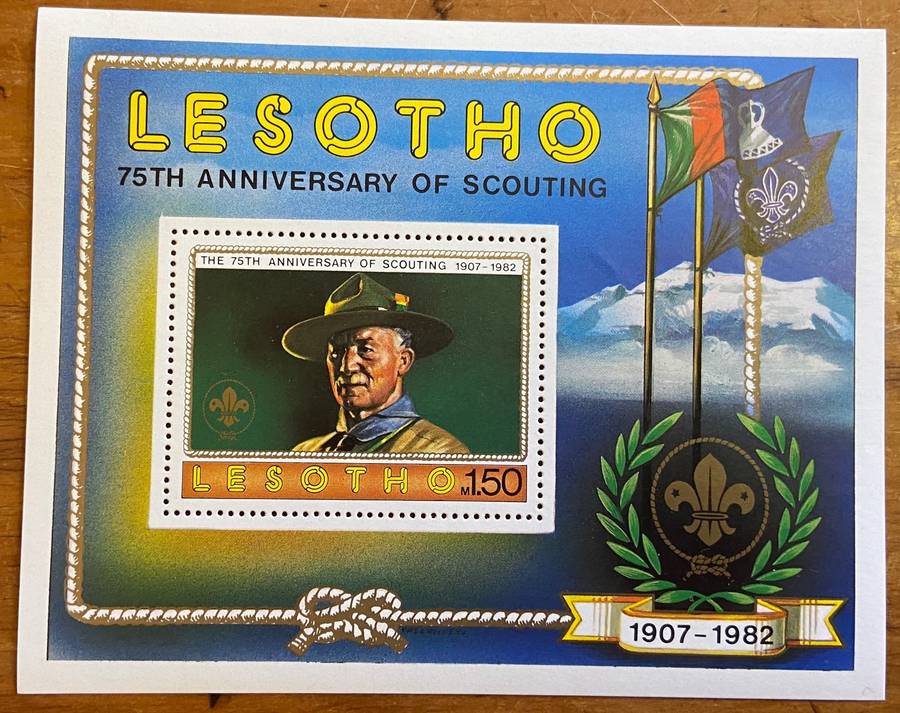 LESOTHO
75TH ANNIVERSARY OF SCOUTING
THE 75TH ANNIVERSARY OF SCOUTING 1907-1982
LESOTHO M1.50
1907-1982